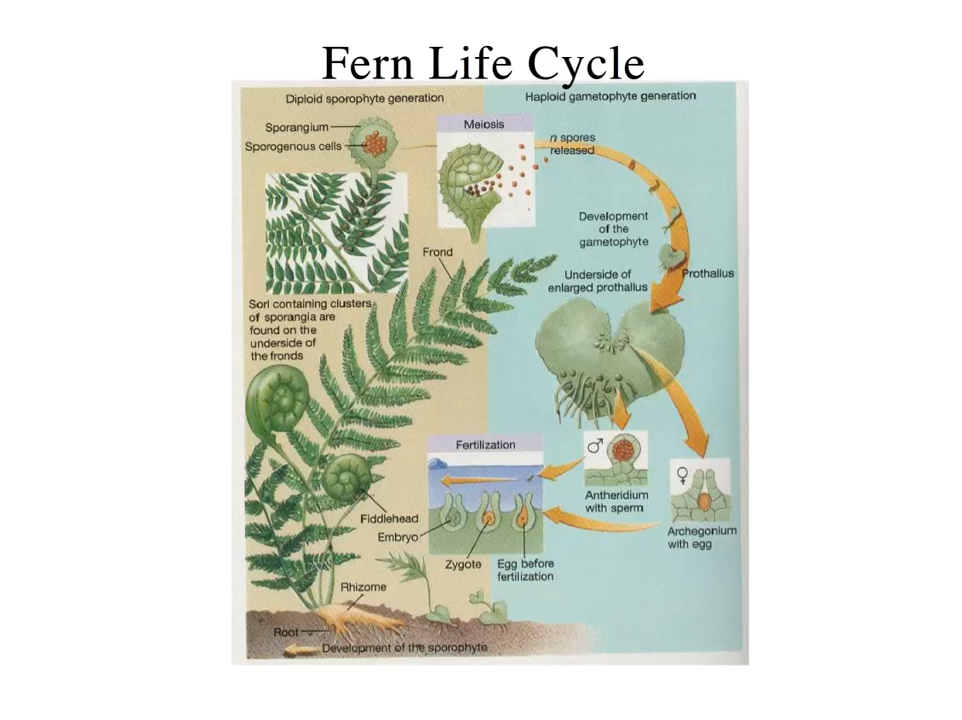 Fern Life Cycle
Diploid sporophyte generation
Haploid gametophyte generation
Sporangium
Sporogenous cells
Meiosis
n spores
released
Development
of the
gametophyte
Frond
Underside of
enlarged prothallus
Prothallus
Sori containing clusters
of sporangia are
found on the
underside of
the fronds
Fertilization
♂
♀
Antheridium
with sperm
Archegonium
with egg
Fiddlehead
Embryo
Zygote
Egg before
fertilization
Rhizome
Root
Development of the sporophyte